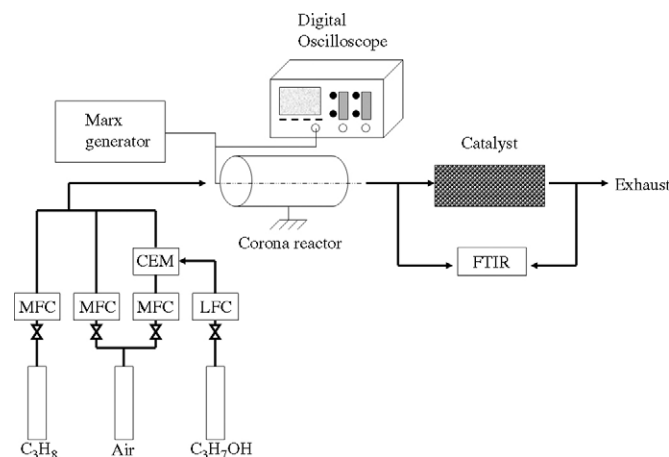 Digital
Oscilloscope
Marx
generator
Catalyst
Exhaust
Corona reactor
CEM
FTIR
MFC MFC MFC LFC
C₃H₈ Air C₃H₇OH